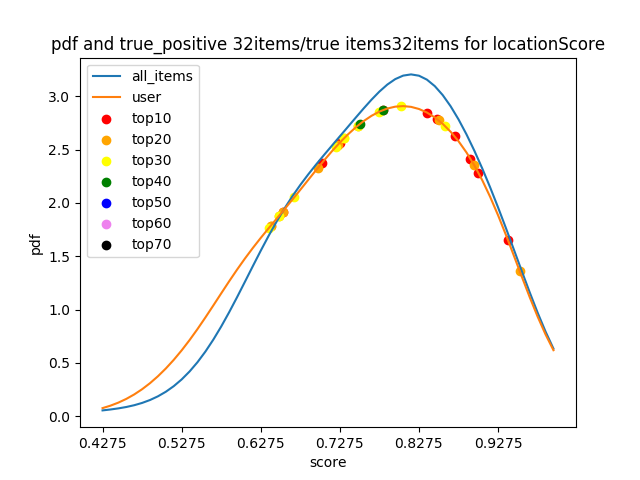 pdf and true_positive 32items/true items32items for locationScore
all_items
user
top10
top20
top30
top40
top50
top60
top70
pdf
3.0
2.5
2.0
1.5
1.0
0.5
0.0
0.4275 0.5275 0.6275 0.7275 0.8275 0.9275
score